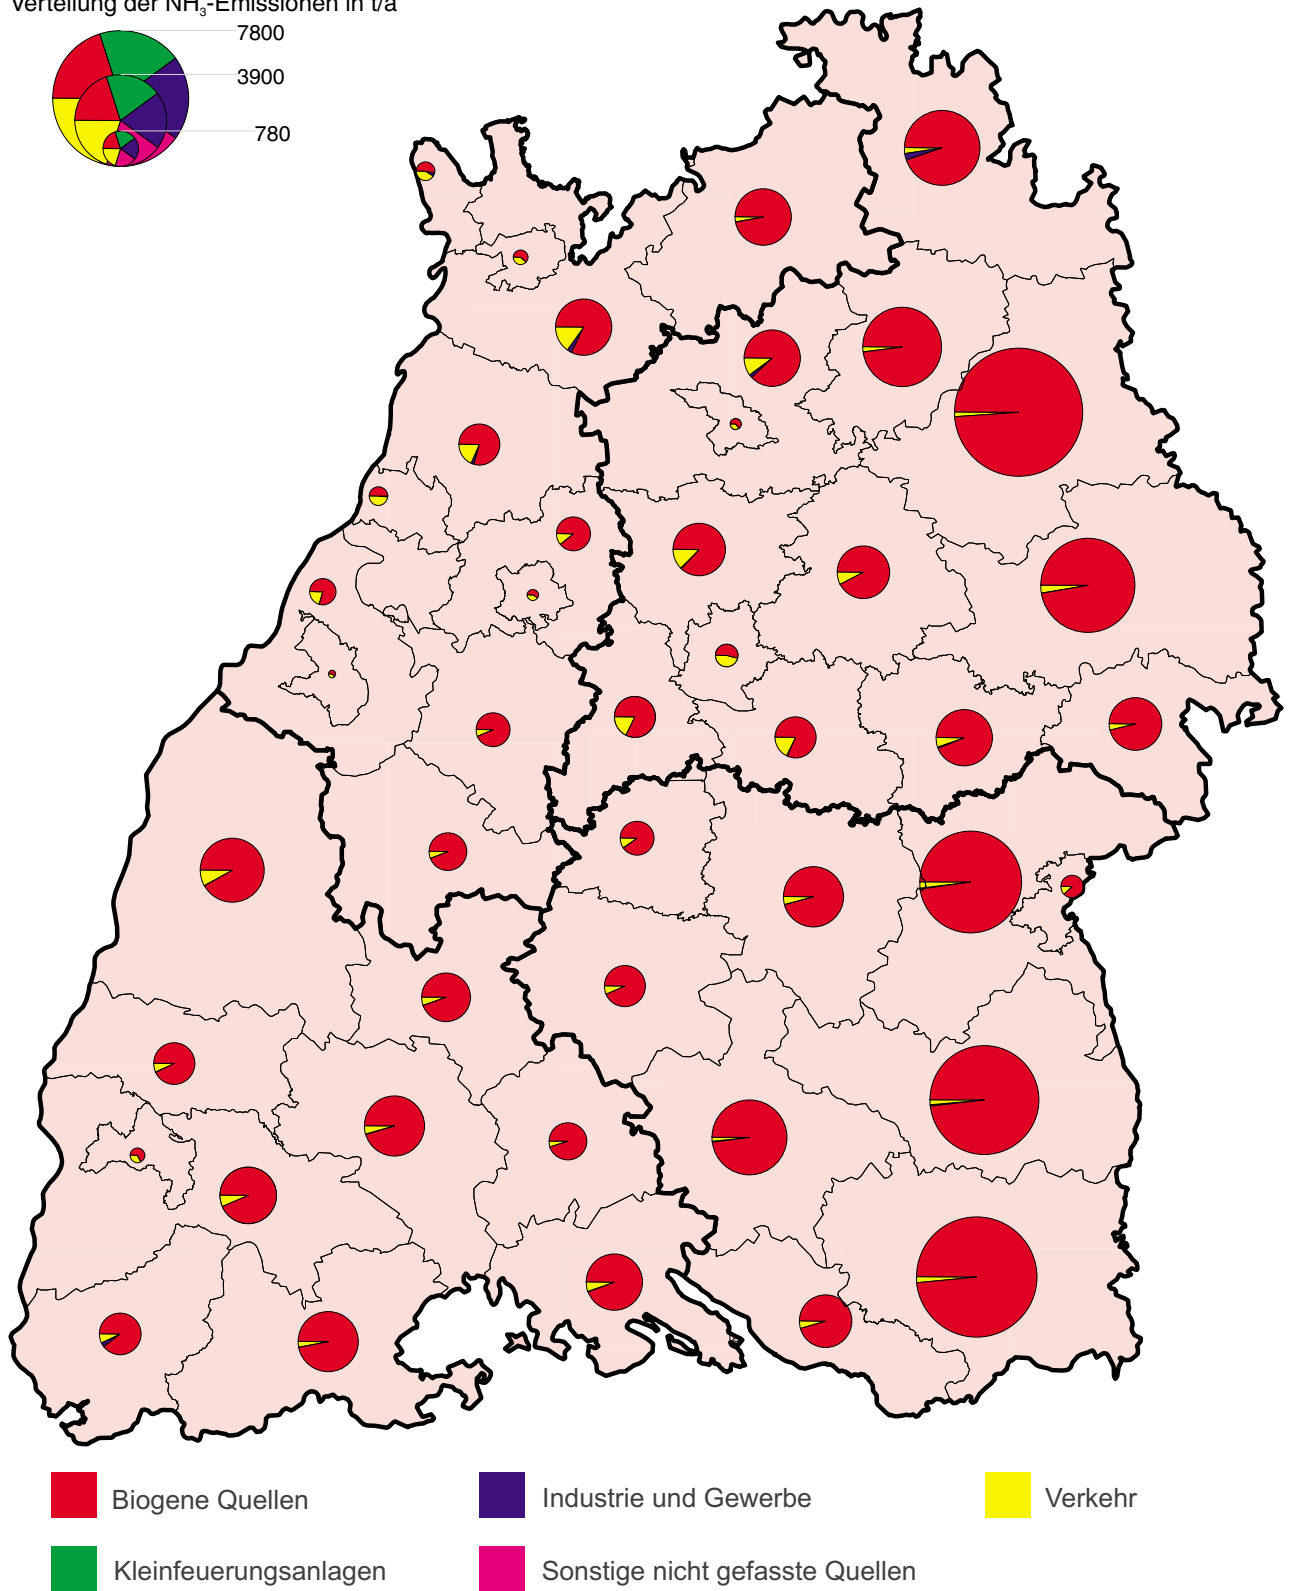 Verteilung der NH₃-Emissionen in t/a
7800
3900
780
Biogene Quellen
Industrie und Gewerbe
Verkehr
Kleinfeuerungsanlagen
Sonstige nicht gefasste Quellen